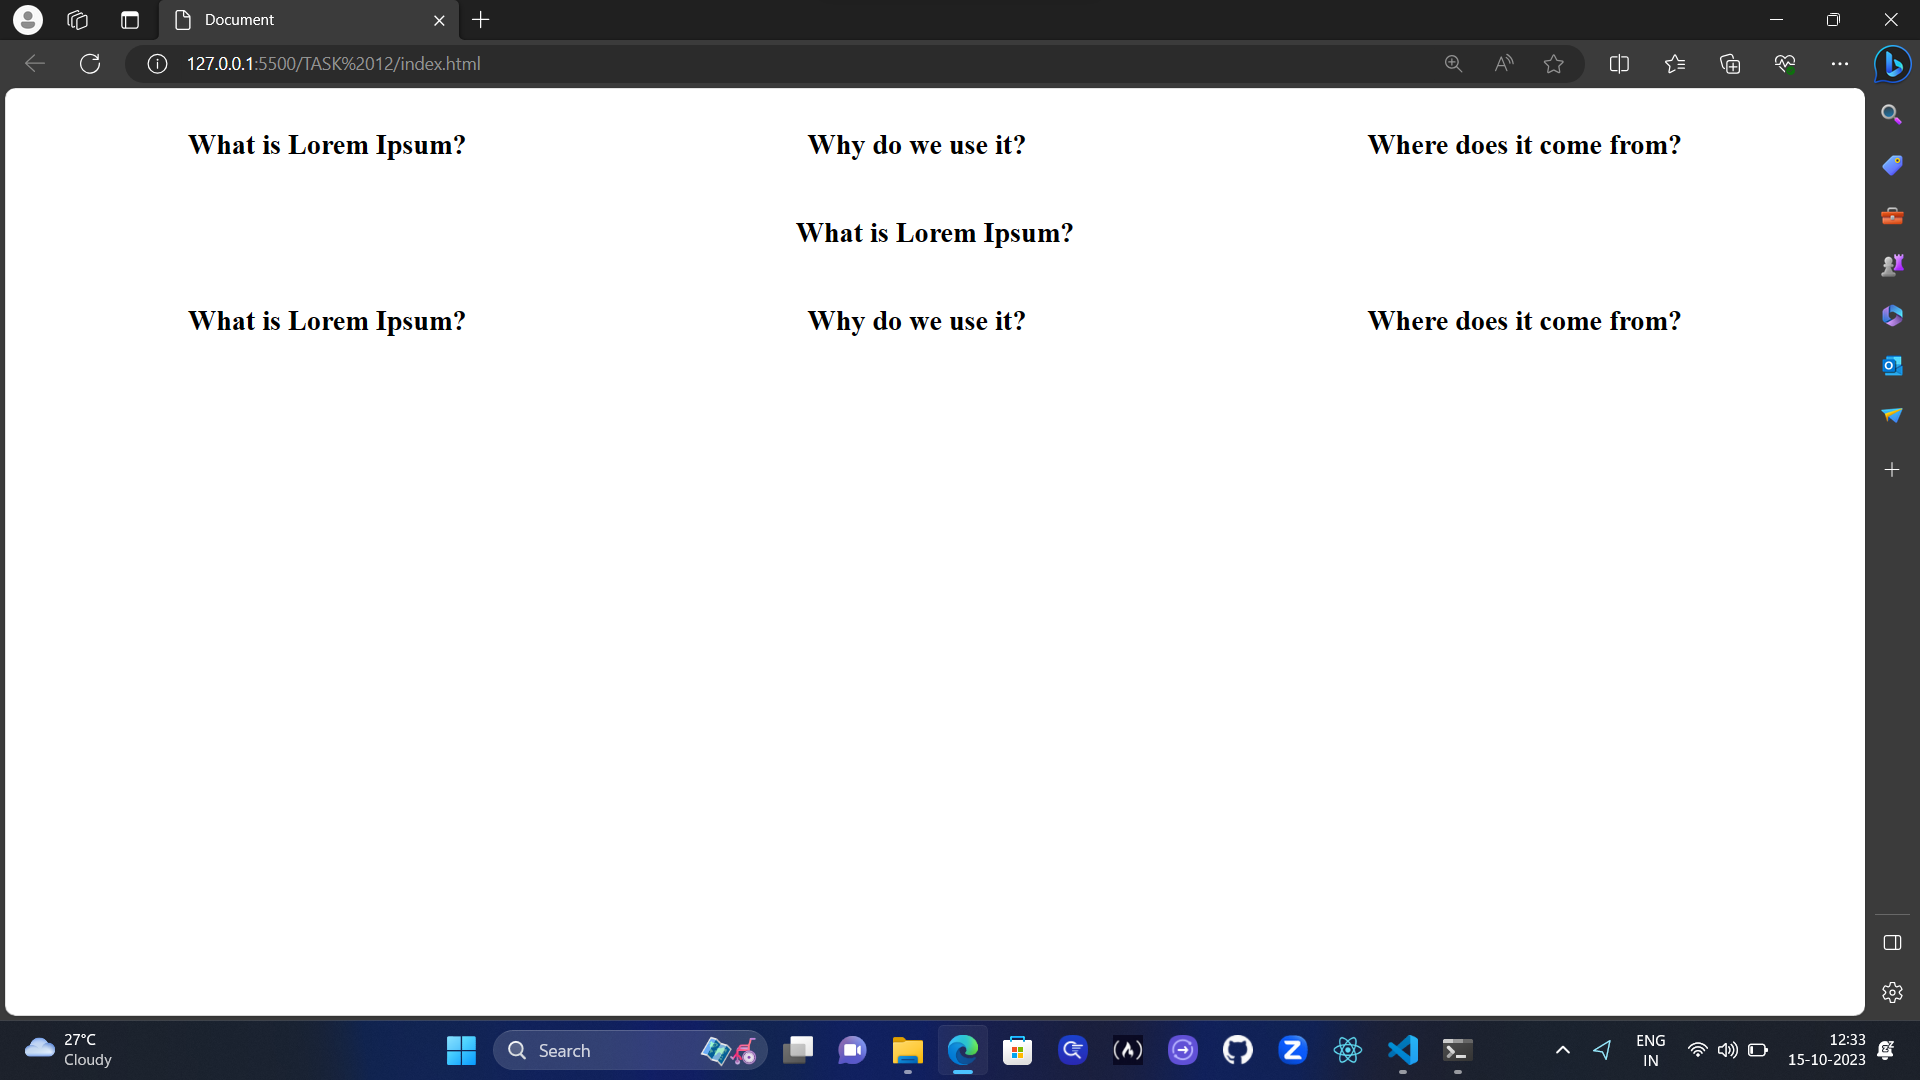 Document
127.0.0.1:5500/TASK%2012/index.html
What is Lorem Ipsum? Why do we use it? Where does it come from?
What is Lorem Ipsum?
What is Lorem Ipsum? Why do we use it? Where does it come from?
27°C
Cloudy
Search
ENG
IN
12:33
15-10-2023